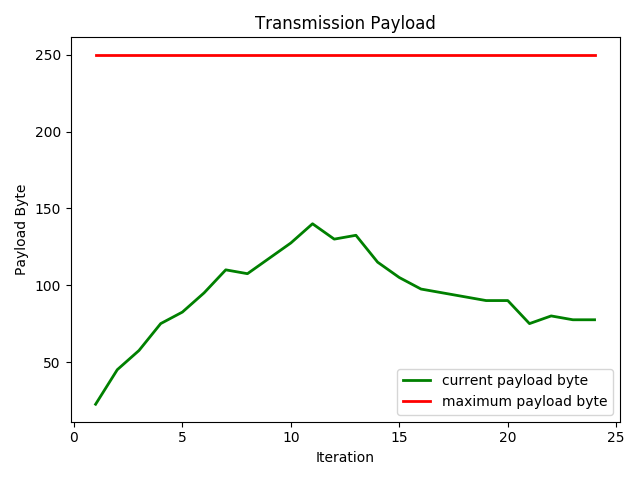 Transmission Payload
Payload Byte
250
200
150
100
50
0
5
10
15
20
25
Iteration
current payload byte
maximum payload byte